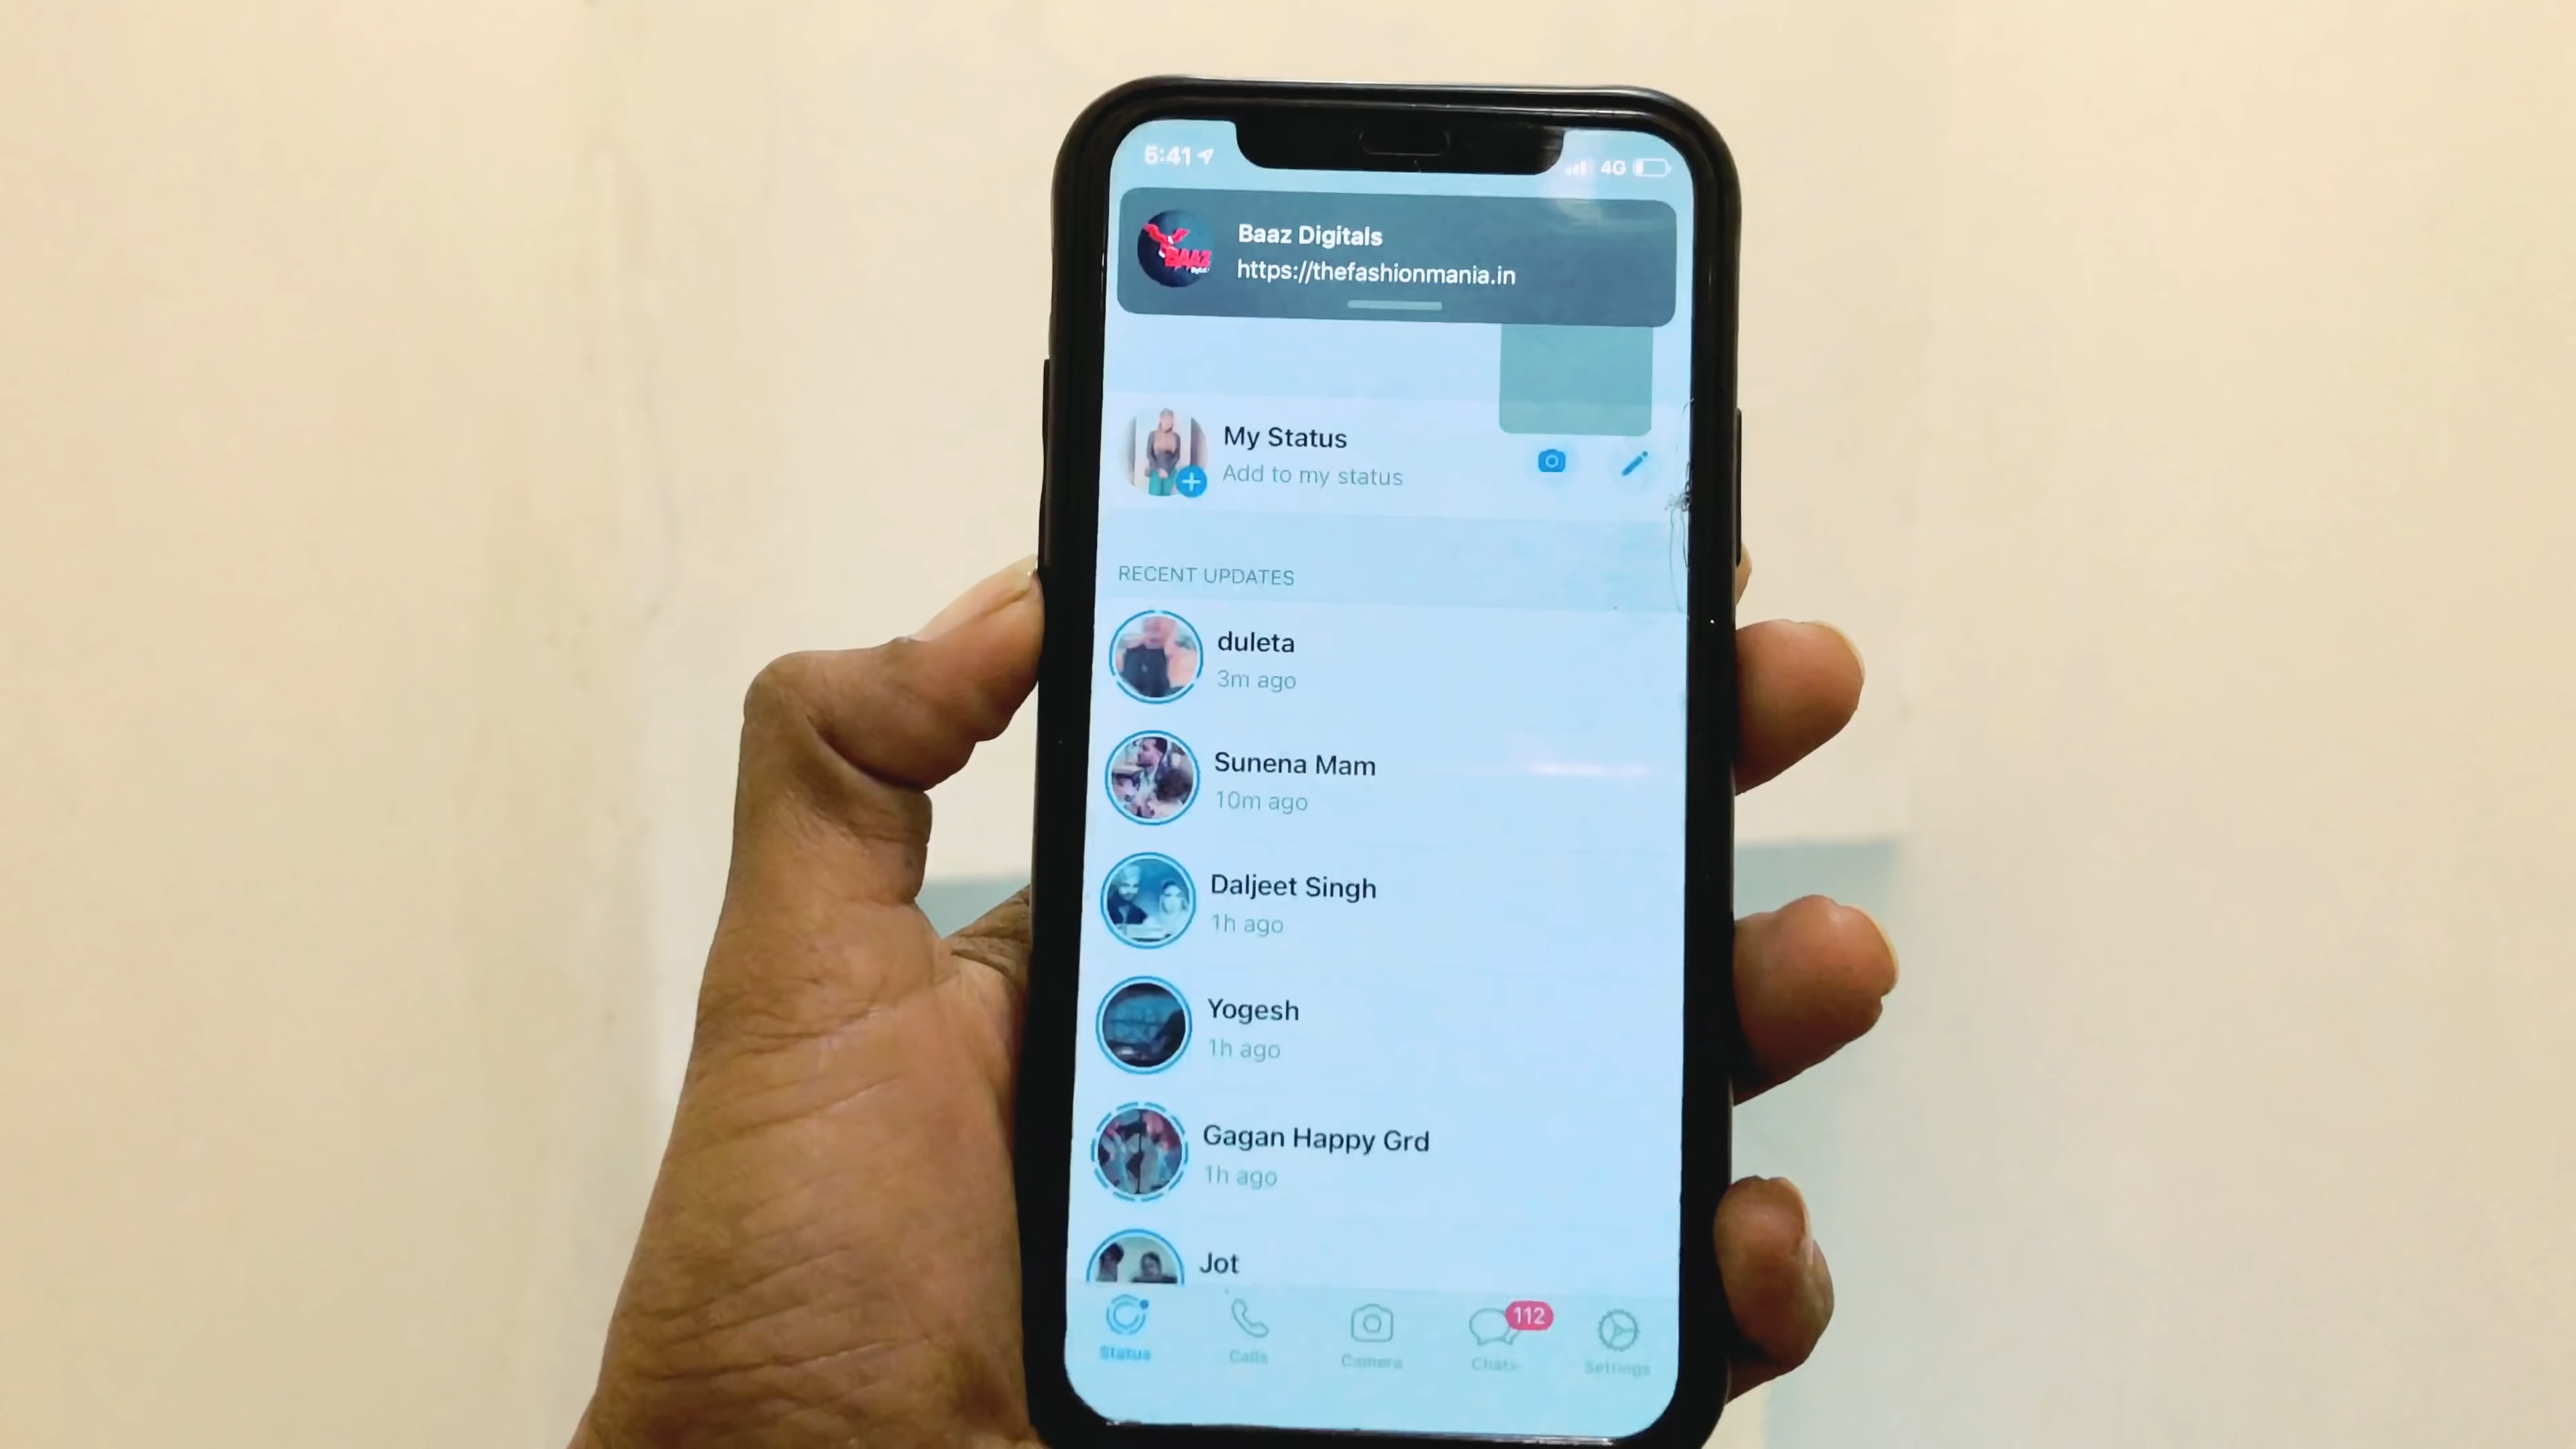 5:41
4G
BAAZ
Digital
Baaz Digitals
https://thefashionmania.in
My Status
Add to my status
RECENT UPDATES
duleta
3m ago
Sunena Mam
10m ago
Daljeet Singh
1h ago
Yogesh
1h ago
Gagan Happy Grd
1h ago
Jot
112
Status
Calls
Camera
Chats
Settings